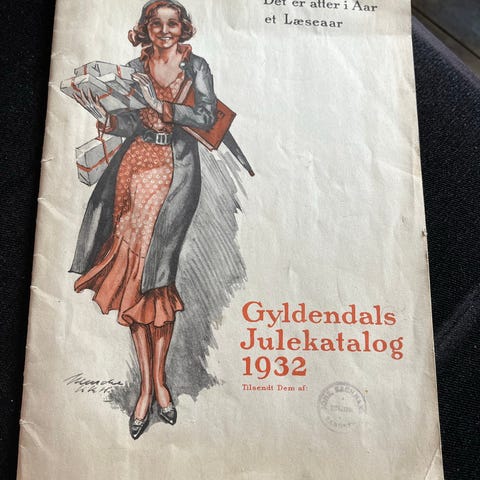 Det er atter i Aar
et Læseaar
Gyldendals
Julekatalog
1932
Tilsendt Dem af: